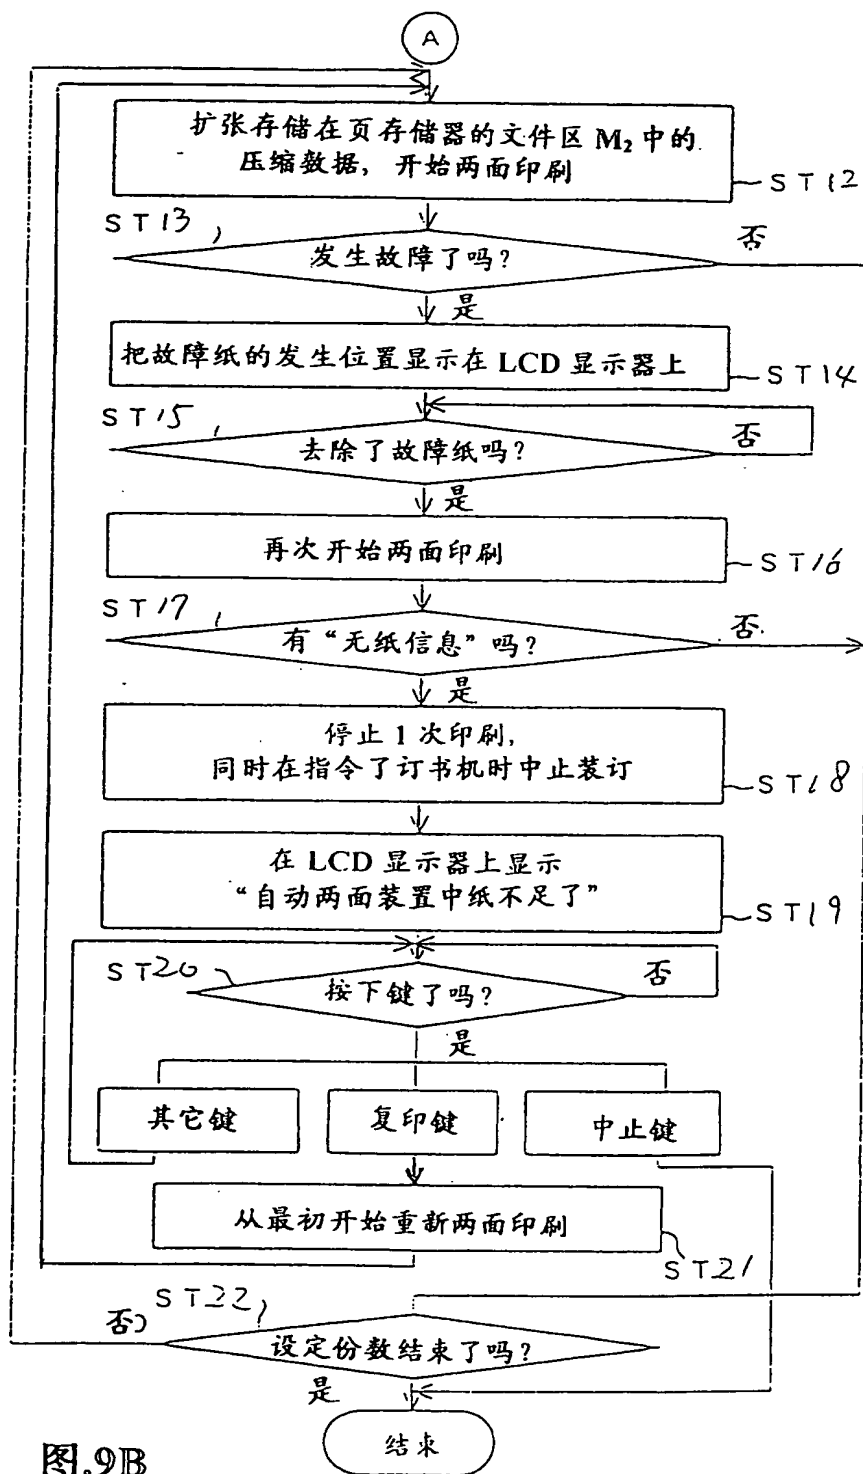 A
扩张存储在页存储器的文件区 M₂ 中的
压缩数据，开始两面印刷
ST12
ST13
发生故障了吗？
否
是
把故障纸的发生位置显示在 LCD 显示器上
ST14
ST15
去除了故障纸吗？
否
是
再次开始两面印刷
ST16
ST17
有“无纸信息”吗？
否
是
停止 1 次印刷，
同时在指令了订书机时中止装订
ST18
在 LCD 显示器上显示
“自动两面装置中纸不足了”
ST19
ST20
按下键了吗？
否
是
其它键
复印键
中止键
从最初开始重新两面印刷
ST21
ST22
否
设定份数结束了吗？
是
结束
图.9B